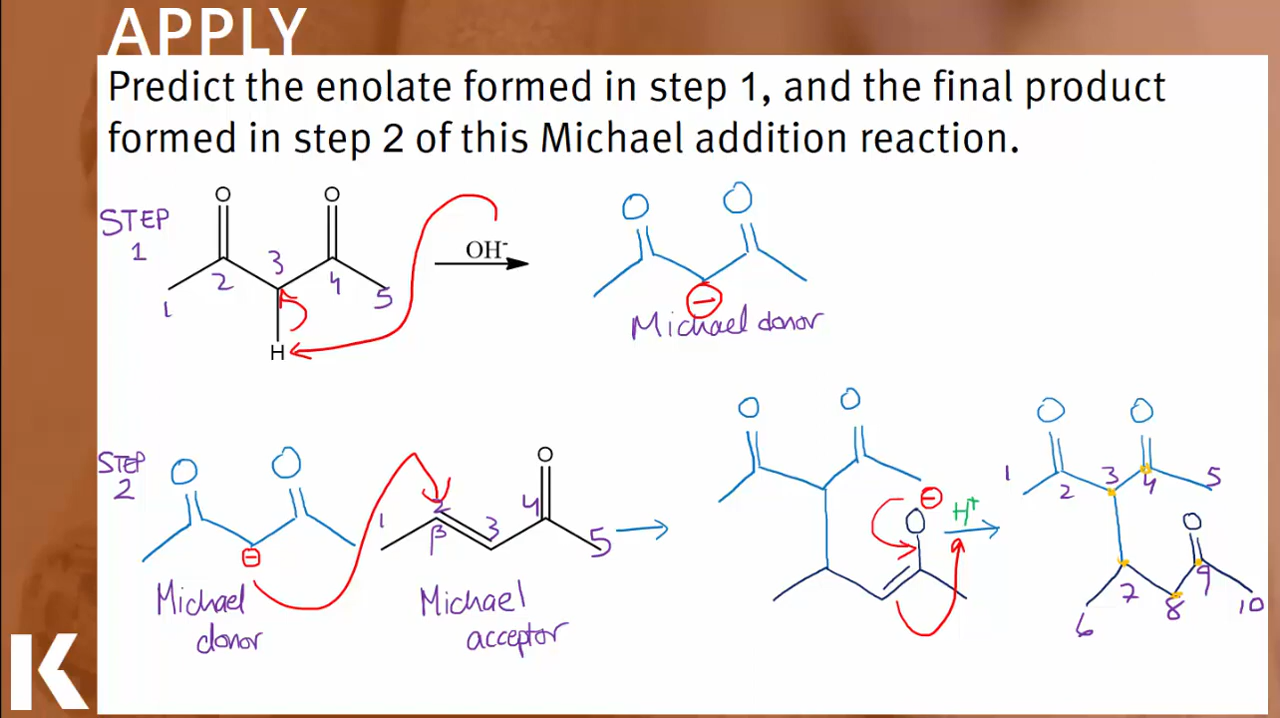 APPLY
Predict the enolate formed in step 1, and the final product
formed in step 2 of this Michael addition reaction.
STEP
1
O O
1 2 3 4 5
H
OH-
O O
⊖
Michael donor
STEP
2
O O
⊖
Michael
donor
O
1 2 3 4 5
β
Michael
acceptor
O O
⊖
O
H+
O O
1 2 3 4 5
O
6 7 8 9 10
K